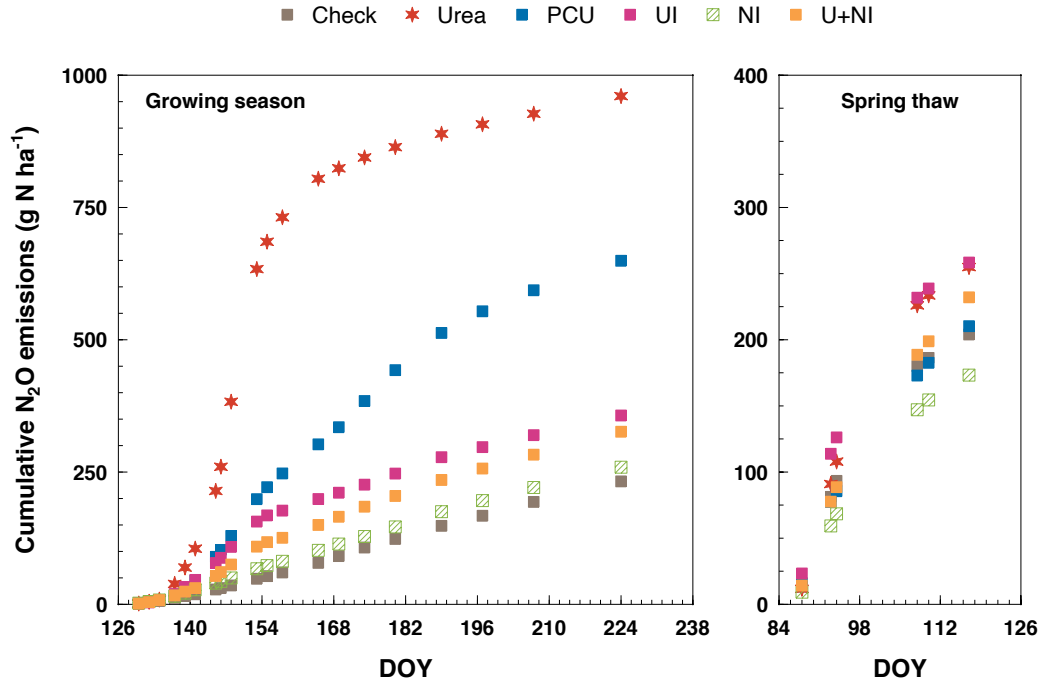 Check Urea PCU UI NI U+NI
Cumulative N₂O emissions (g N ha⁻¹)
Growing season
1000
750
500
250
0
126 140 154 168 182 196 210 224 238
DOY
Spring thaw
400
300
200
100
0
84 98 112 126
DOY